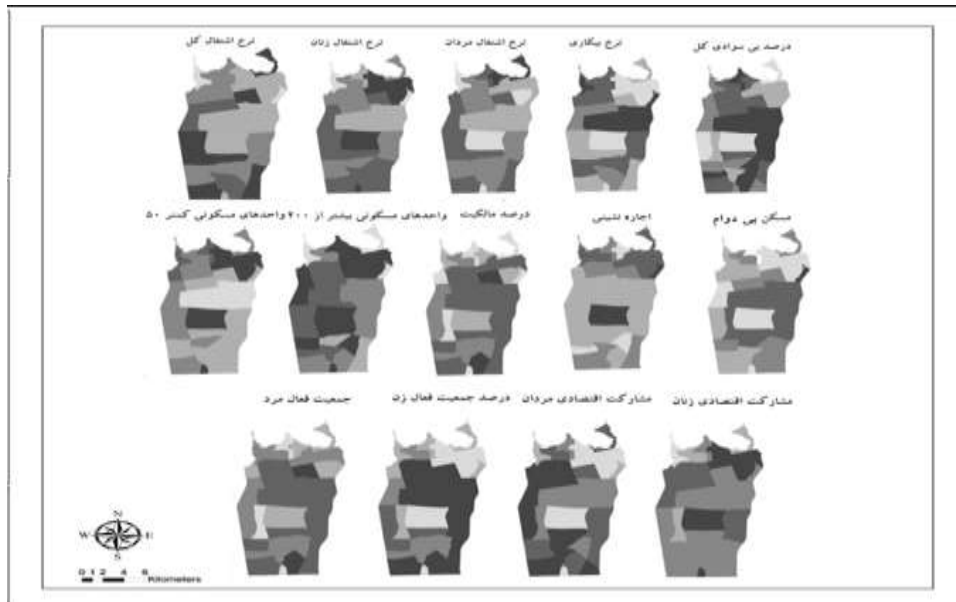 درصد بی سوادی کل
نرخ بیکاری
نرخ اشتغال مردان
نرخ اشتغال زنان
نرخ اشتغال کل
مسکن بی دوام
اجاره نشینی
درصد مالکیت
واحدهای مسکونی بیشتر از ۲۰۰
واحدهای مسکونی کمتر ۵۰
مشارکت اقتصادی زنان
مشارکت اقتصادی مردان
درصد جمعیت فعال زن
جمعیت فعال مرد
N
W E
S
0 1 2 4 6
Kilometers